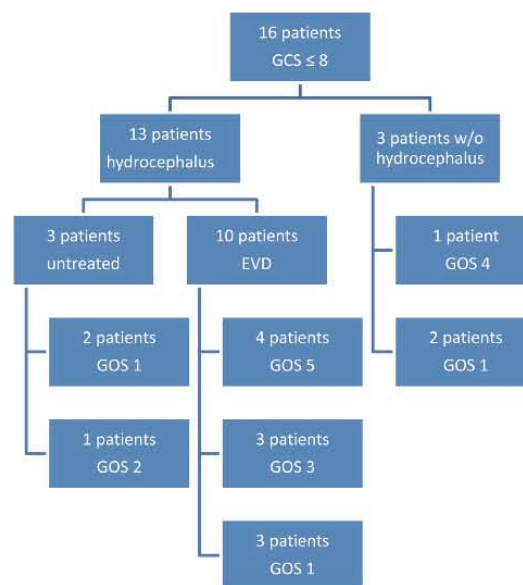 16 patients
GCS ≤ 8
13 patients
hydrocephalus
3 patients w/o
hydrocephalus
3 patients
untreated
10 patients
EVD
1 patient
GOS 4
2 patients
GOS 1
4 patients
GOS 5
2 patients
GOS 1
1 patients
GOS 2
3 patients
GOS 3
3 patients
GOS 1